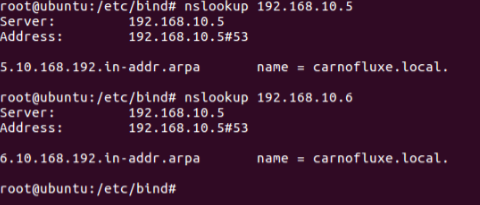 root@ubuntu:/etc/bind# nslookup 192.168.10.5
Server:         192.168.10.5
Address:        192.168.10.5#53

5.10.168.192.in-addr.arpa       name = carnofluxe.local.

root@ubuntu:/etc/bind# nslookup 192.168.10.6
Server:         192.168.10.5
Address:        192.168.10.5#53

6.10.168.192.in-addr.arpa       name = carnofluxe.local.

root@ubuntu:/etc/bind#